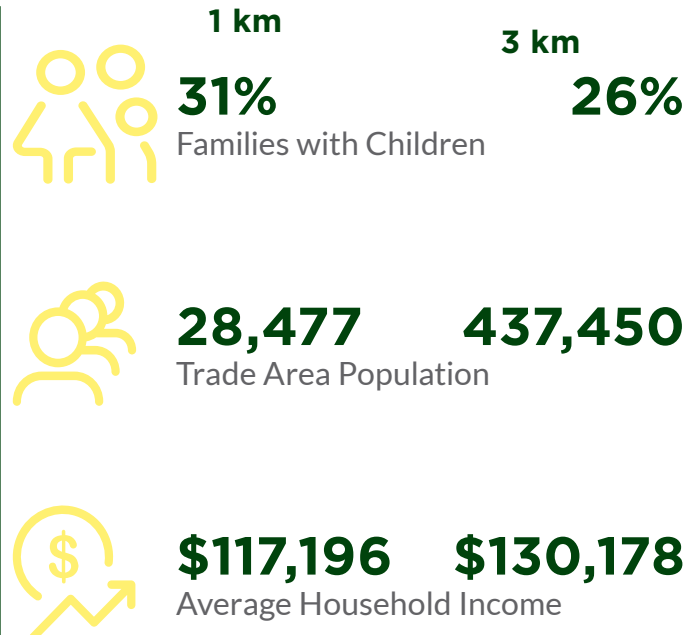 1 km
3 km
31% 26%
Families with Children
28,477 437,450
Trade Area Population
$
$117,196 $130,178
Average Household Income